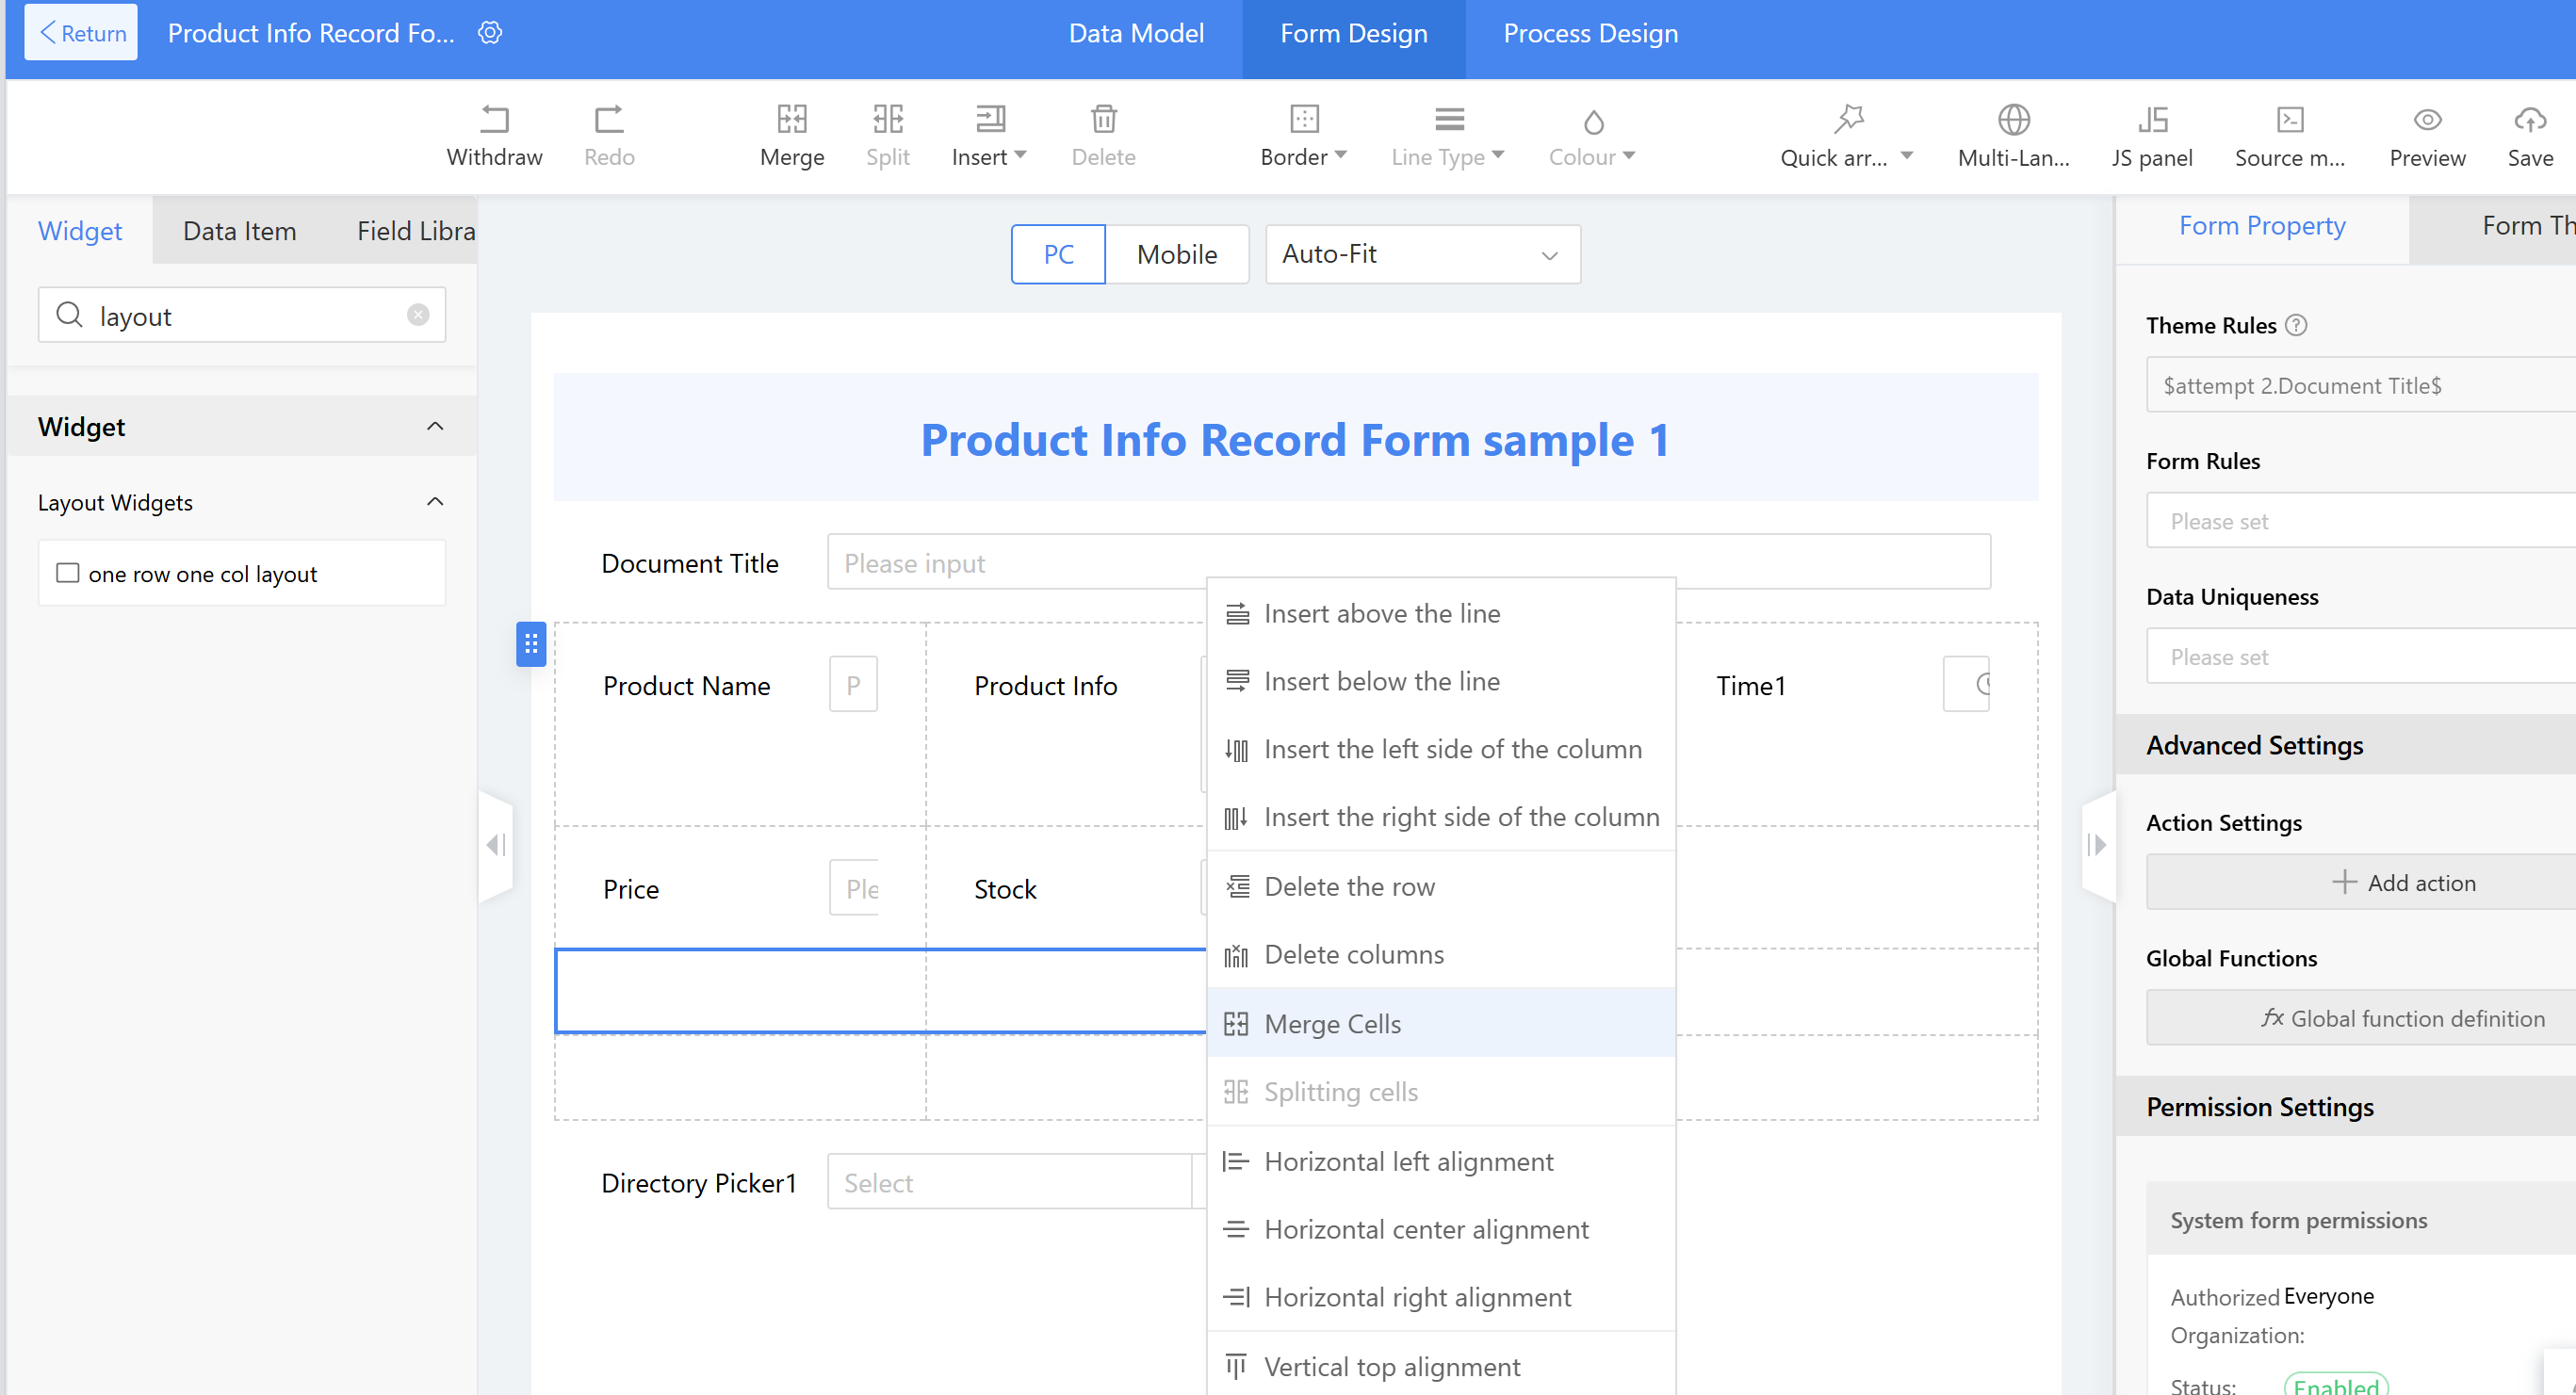 Return
Product Info Record Fo...
Data Model
Form Design
Process Design
Withdraw
Redo
Merge
Split
Insert
Delete
Border
Line Type
Colour
Quick arr...
Multi-Lan...
JS panel
Source m...
Preview
Save
Widget
Data Item
Field Libra
PC
Mobile
Auto-Fit
Form Property
Form Th
layout
Widget
Layout Widgets
one row one col layout
Product Info Record Form sample 1
Document Title
Please input
Product Name
P
Product Info
Time1
Price
Ple
Stock
Directory Picker1
Select
Insert above the line
Insert below the line
Insert the left side of the column
Insert the right side of the column
Delete the row
Delete columns
Merge Cells
Splitting cells
Horizontal left alignment
Horizontal center alignment
Horizontal right alignment
Vertical top alignment
Theme Rules
$attempt 2.Document Title$
Form Rules
Please set
Data Uniqueness
Please set
Advanced Settings
Action Settings
Add action
Global Functions
fx Global function definition
Permission Settings
System form permissions
Authorized Everyone
Organization:
Status: Enabled